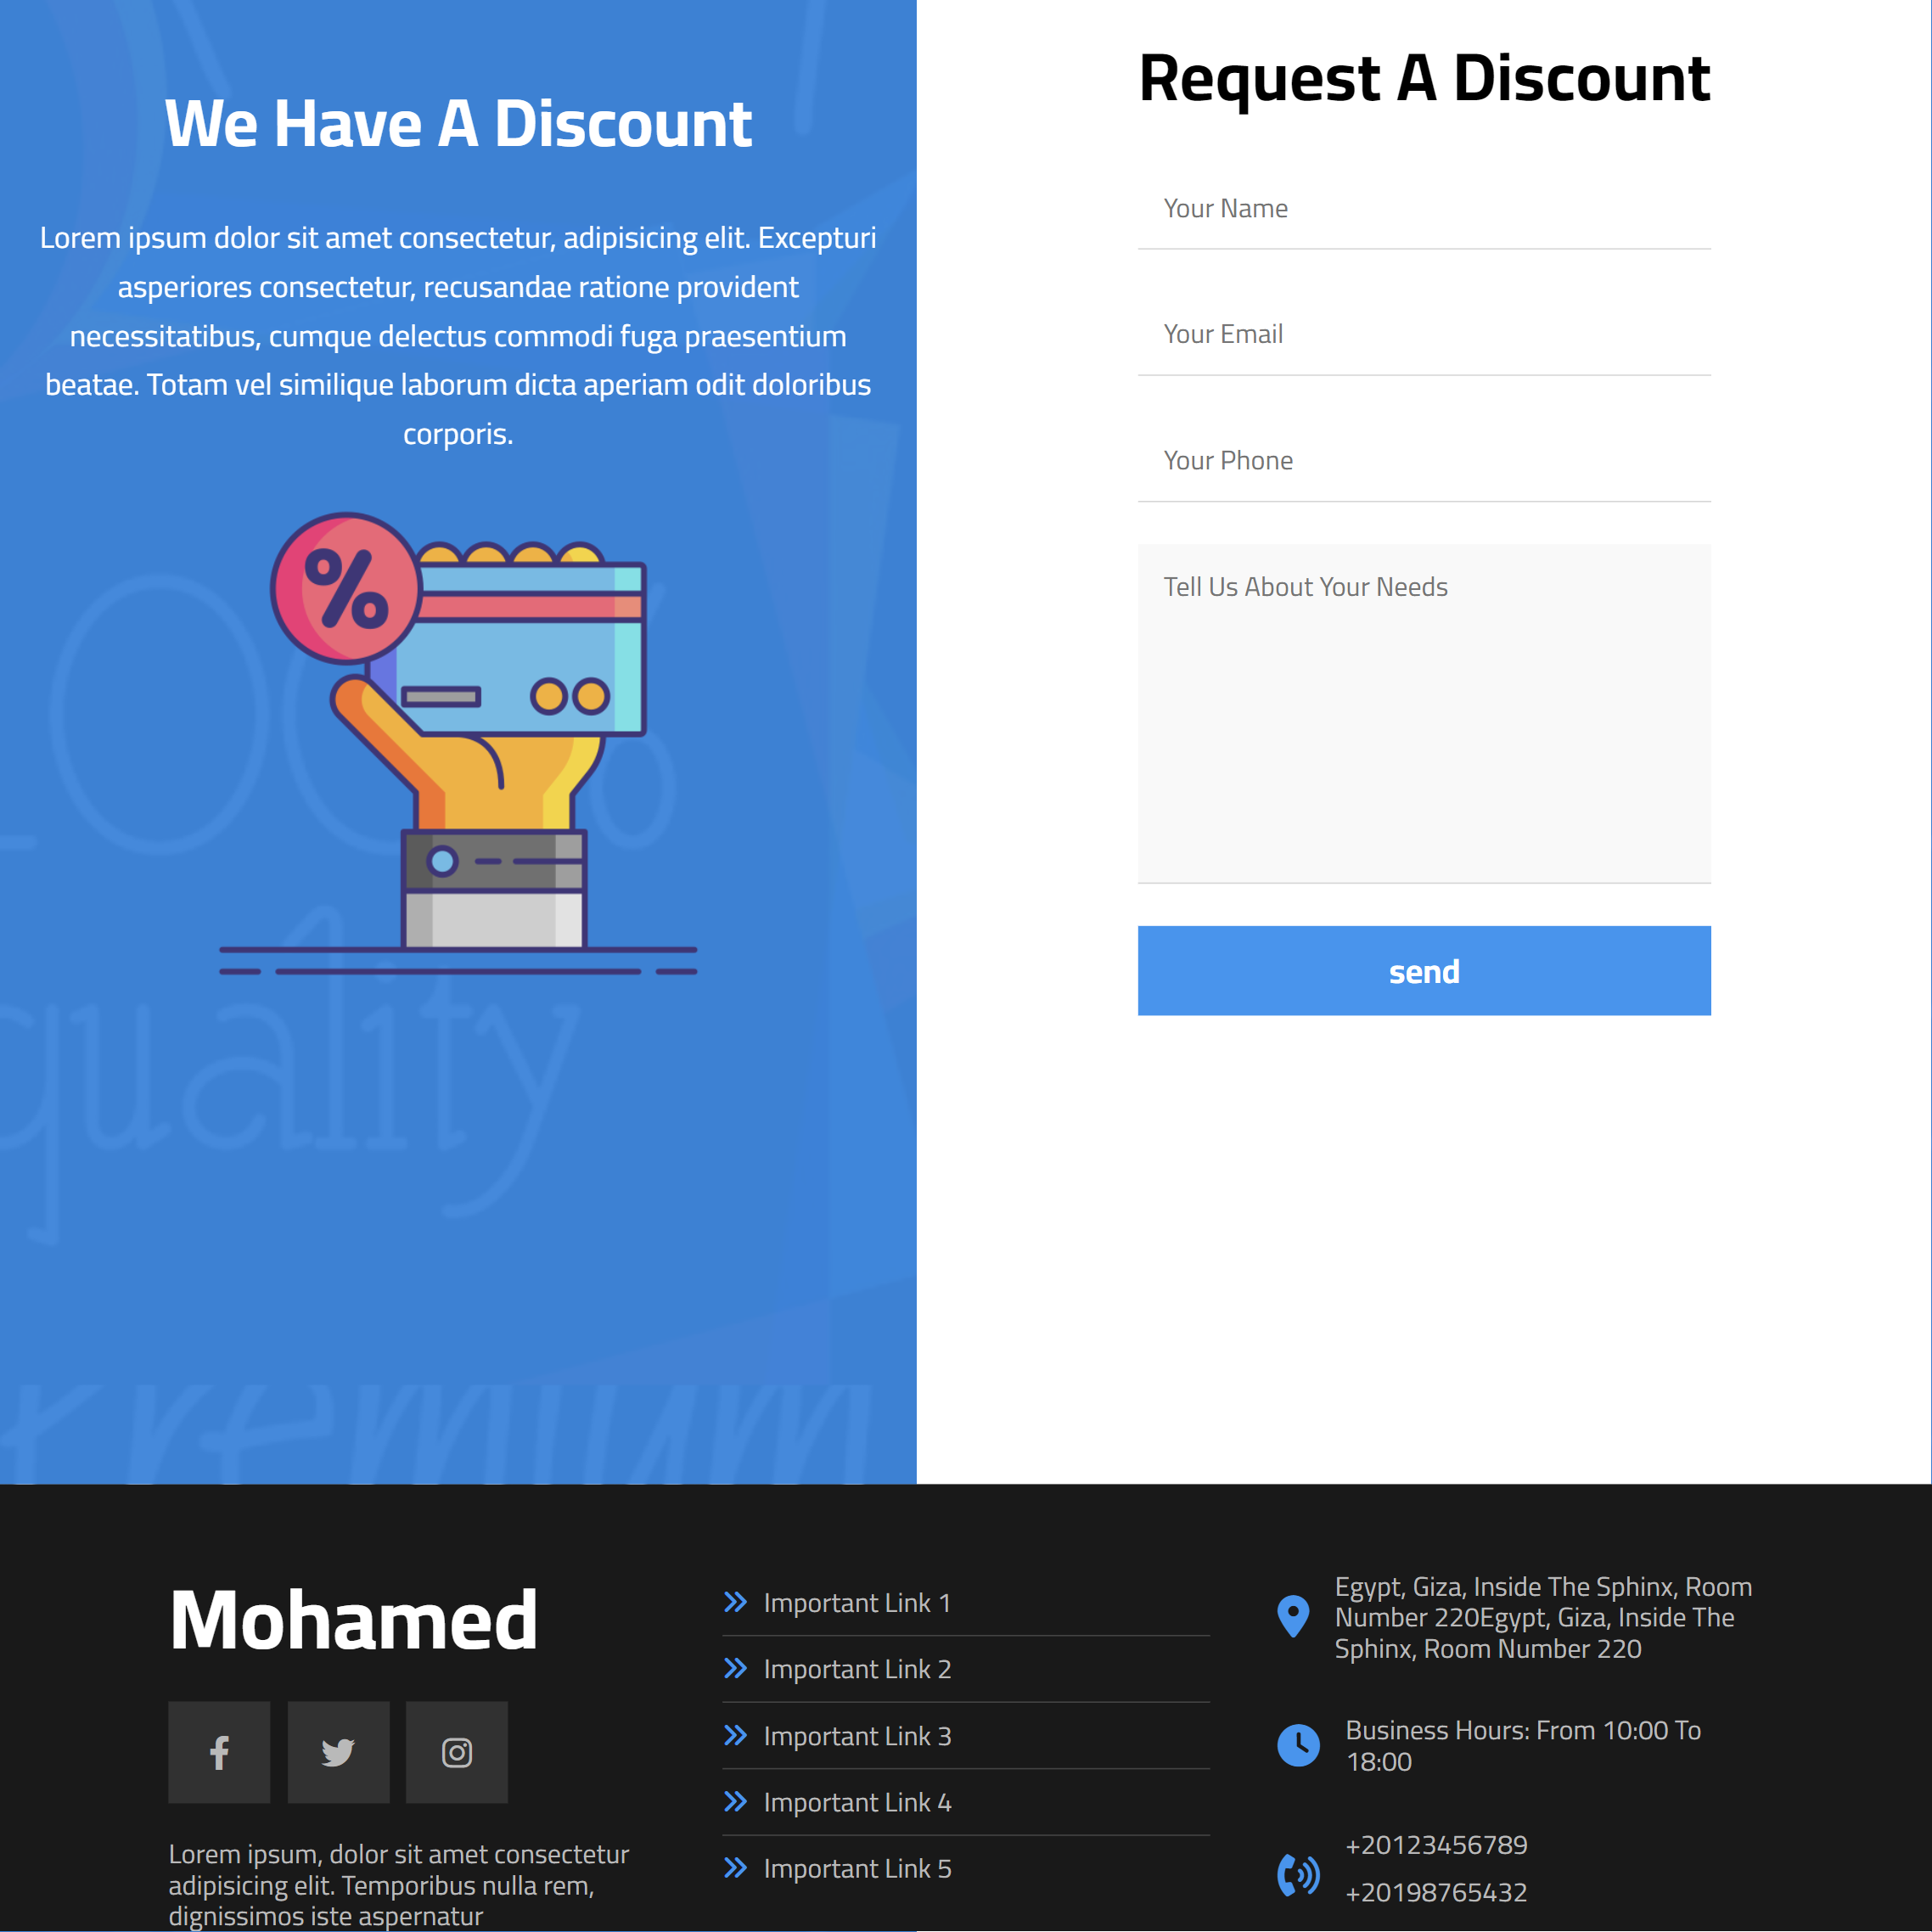 We Have A Discount
Lorem ipsum dolor sit amet consectetur, adipisicing elit. Excepturi
asperiores consectetur, recusandae ratione provident
necessitatibus, cumque delectus commodi fuga praesentium
beatae. Totam vel similique laborum dicta aperiam odit doloribus
corporis.
%
100%
quality
Premium
Request A Discount
Your Name
Your Email
Your Phone
Tell Us About Your Needs
send
Mohamed
Lorem ipsum, dolor sit amet consectetur
adipisicing elit. Temporibus nulla rem,
dignissimos iste aspernatur
Important Link 1
Important Link 2
Important Link 3
Important Link 4
Important Link 5
Egypt, Giza, Inside The Sphinx, Room
Number 220Egypt, Giza, Inside The
Sphinx, Room Number 220
Business Hours: From 10:00 To
18:00
+20123456789
+20198765432